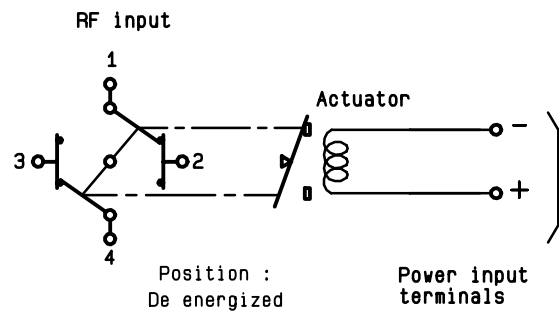 RF input
1
Actuator
-
3
2
+
4
Position :
De energized
Power input
terminals